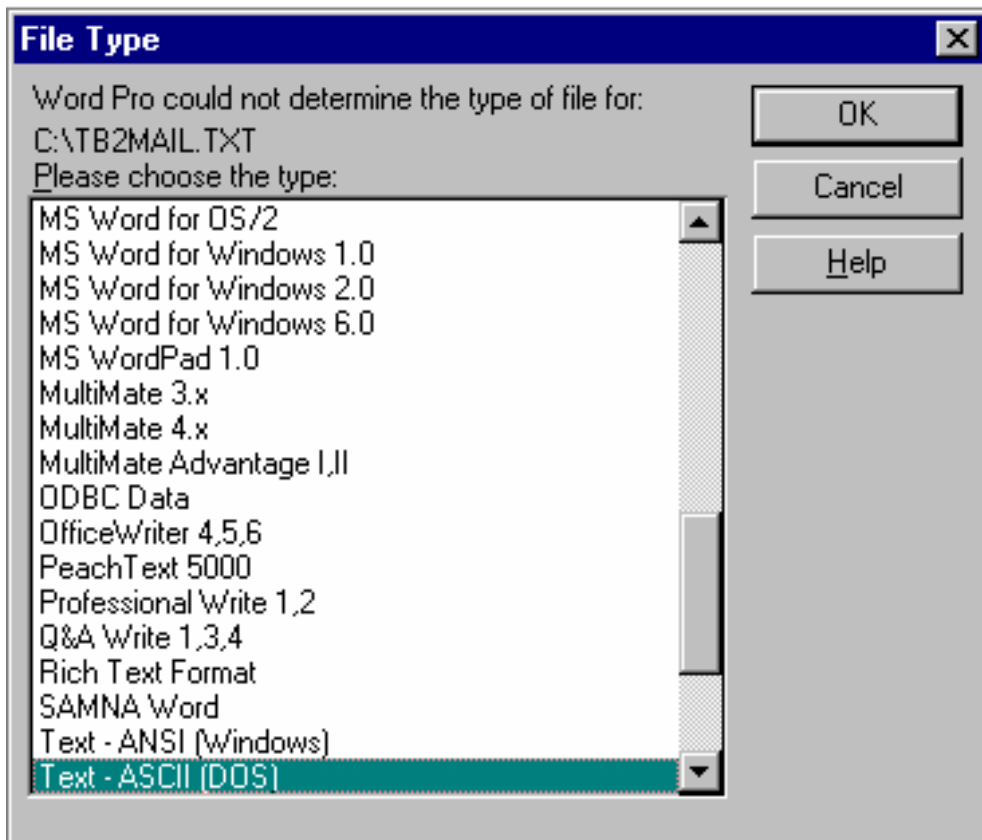 File Type
Word Pro could not determine the type of file for:
C:\TB2MAIL.TXT
Please choose the type:
MS Word for OS/2
MS Word for Windows 1.0
MS Word for Windows 2.0
MS Word for Windows 6.0
MS WordPad 1.0
MultiMate 3.x
MultiMate 4.x
MultiMate Advantage I,II
ODBC Data
OfficeWriter 4,5,6
PeachText 5000
Professional Write 1,2
Q&A Write 1,3,4
Rich Text Format
SAMNA Word
Text - ANSI (Windows)
Text - ASCII (DOS)
OK
Cancel
Help